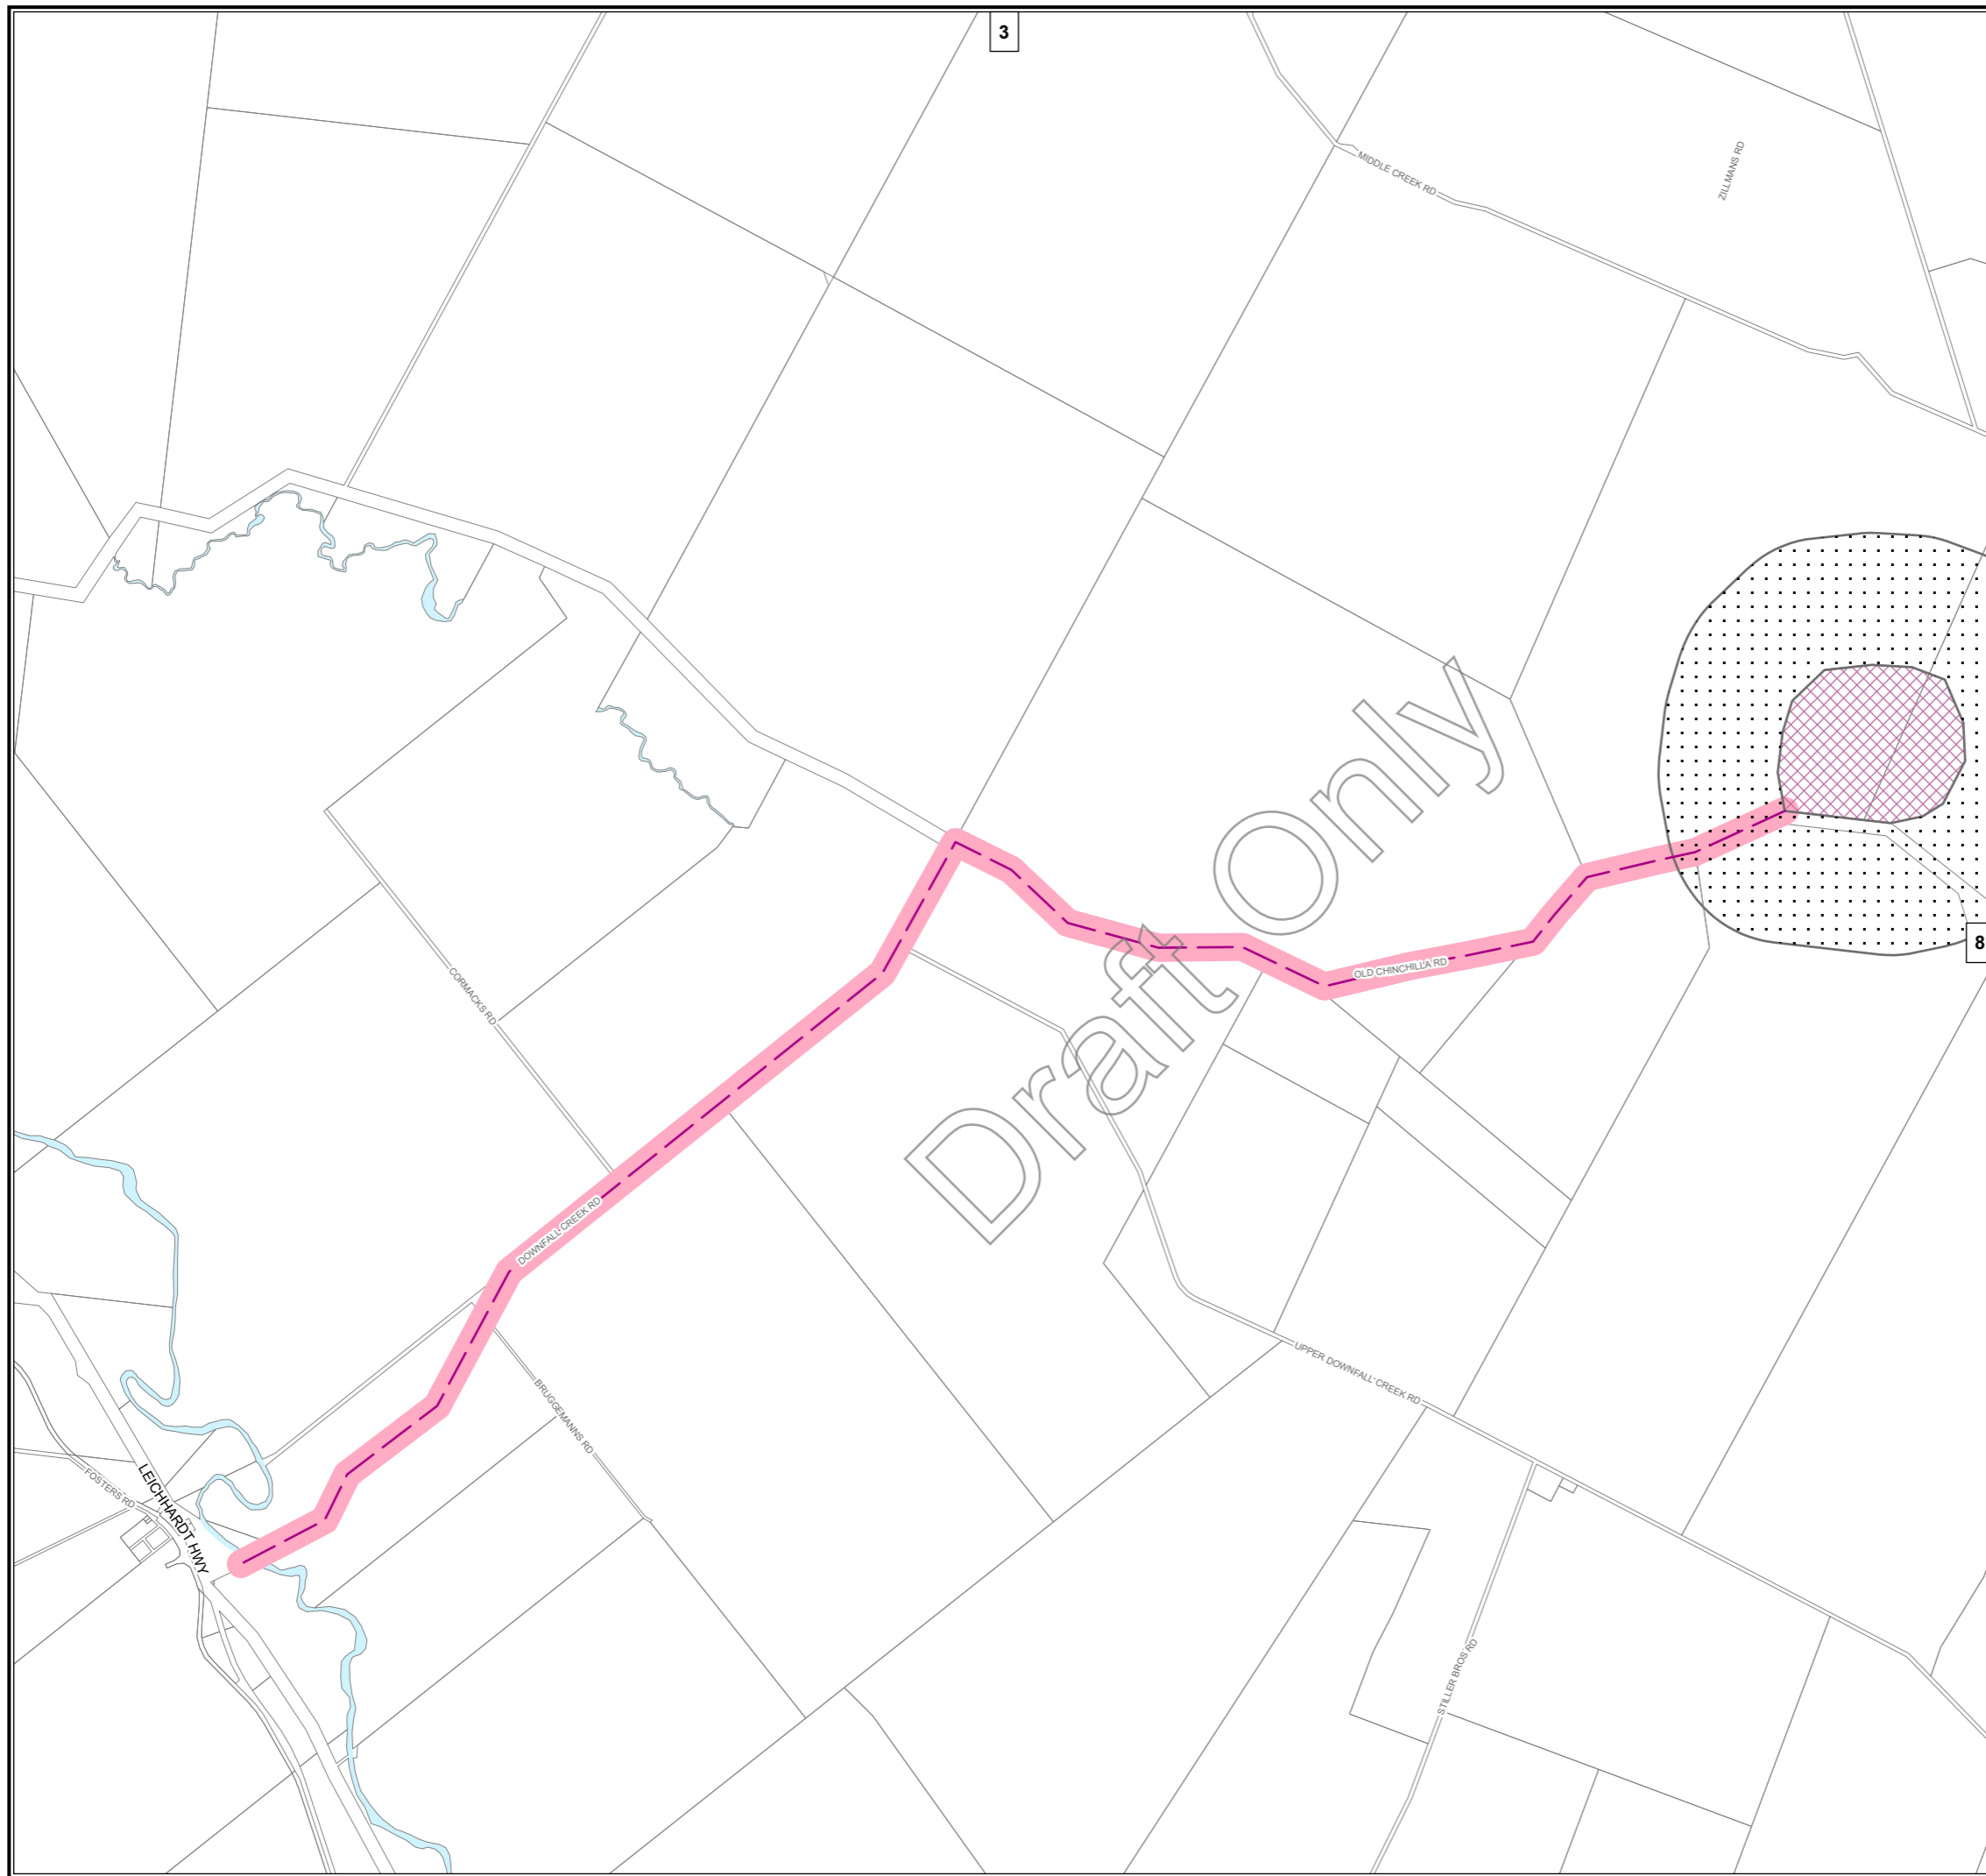 3
MIDDLE CREEK RD
ZILLMANS RD
Draft Only
8
OLD CHINCHILLA RD
CORMACKS RD
DOWNFALL CREEK RD
UPPER DOWNFALL CREEK RD
BRUGGEMANNS RD
LEICHHARDT HWY
FOSTERS RD
STILLER BROS RD